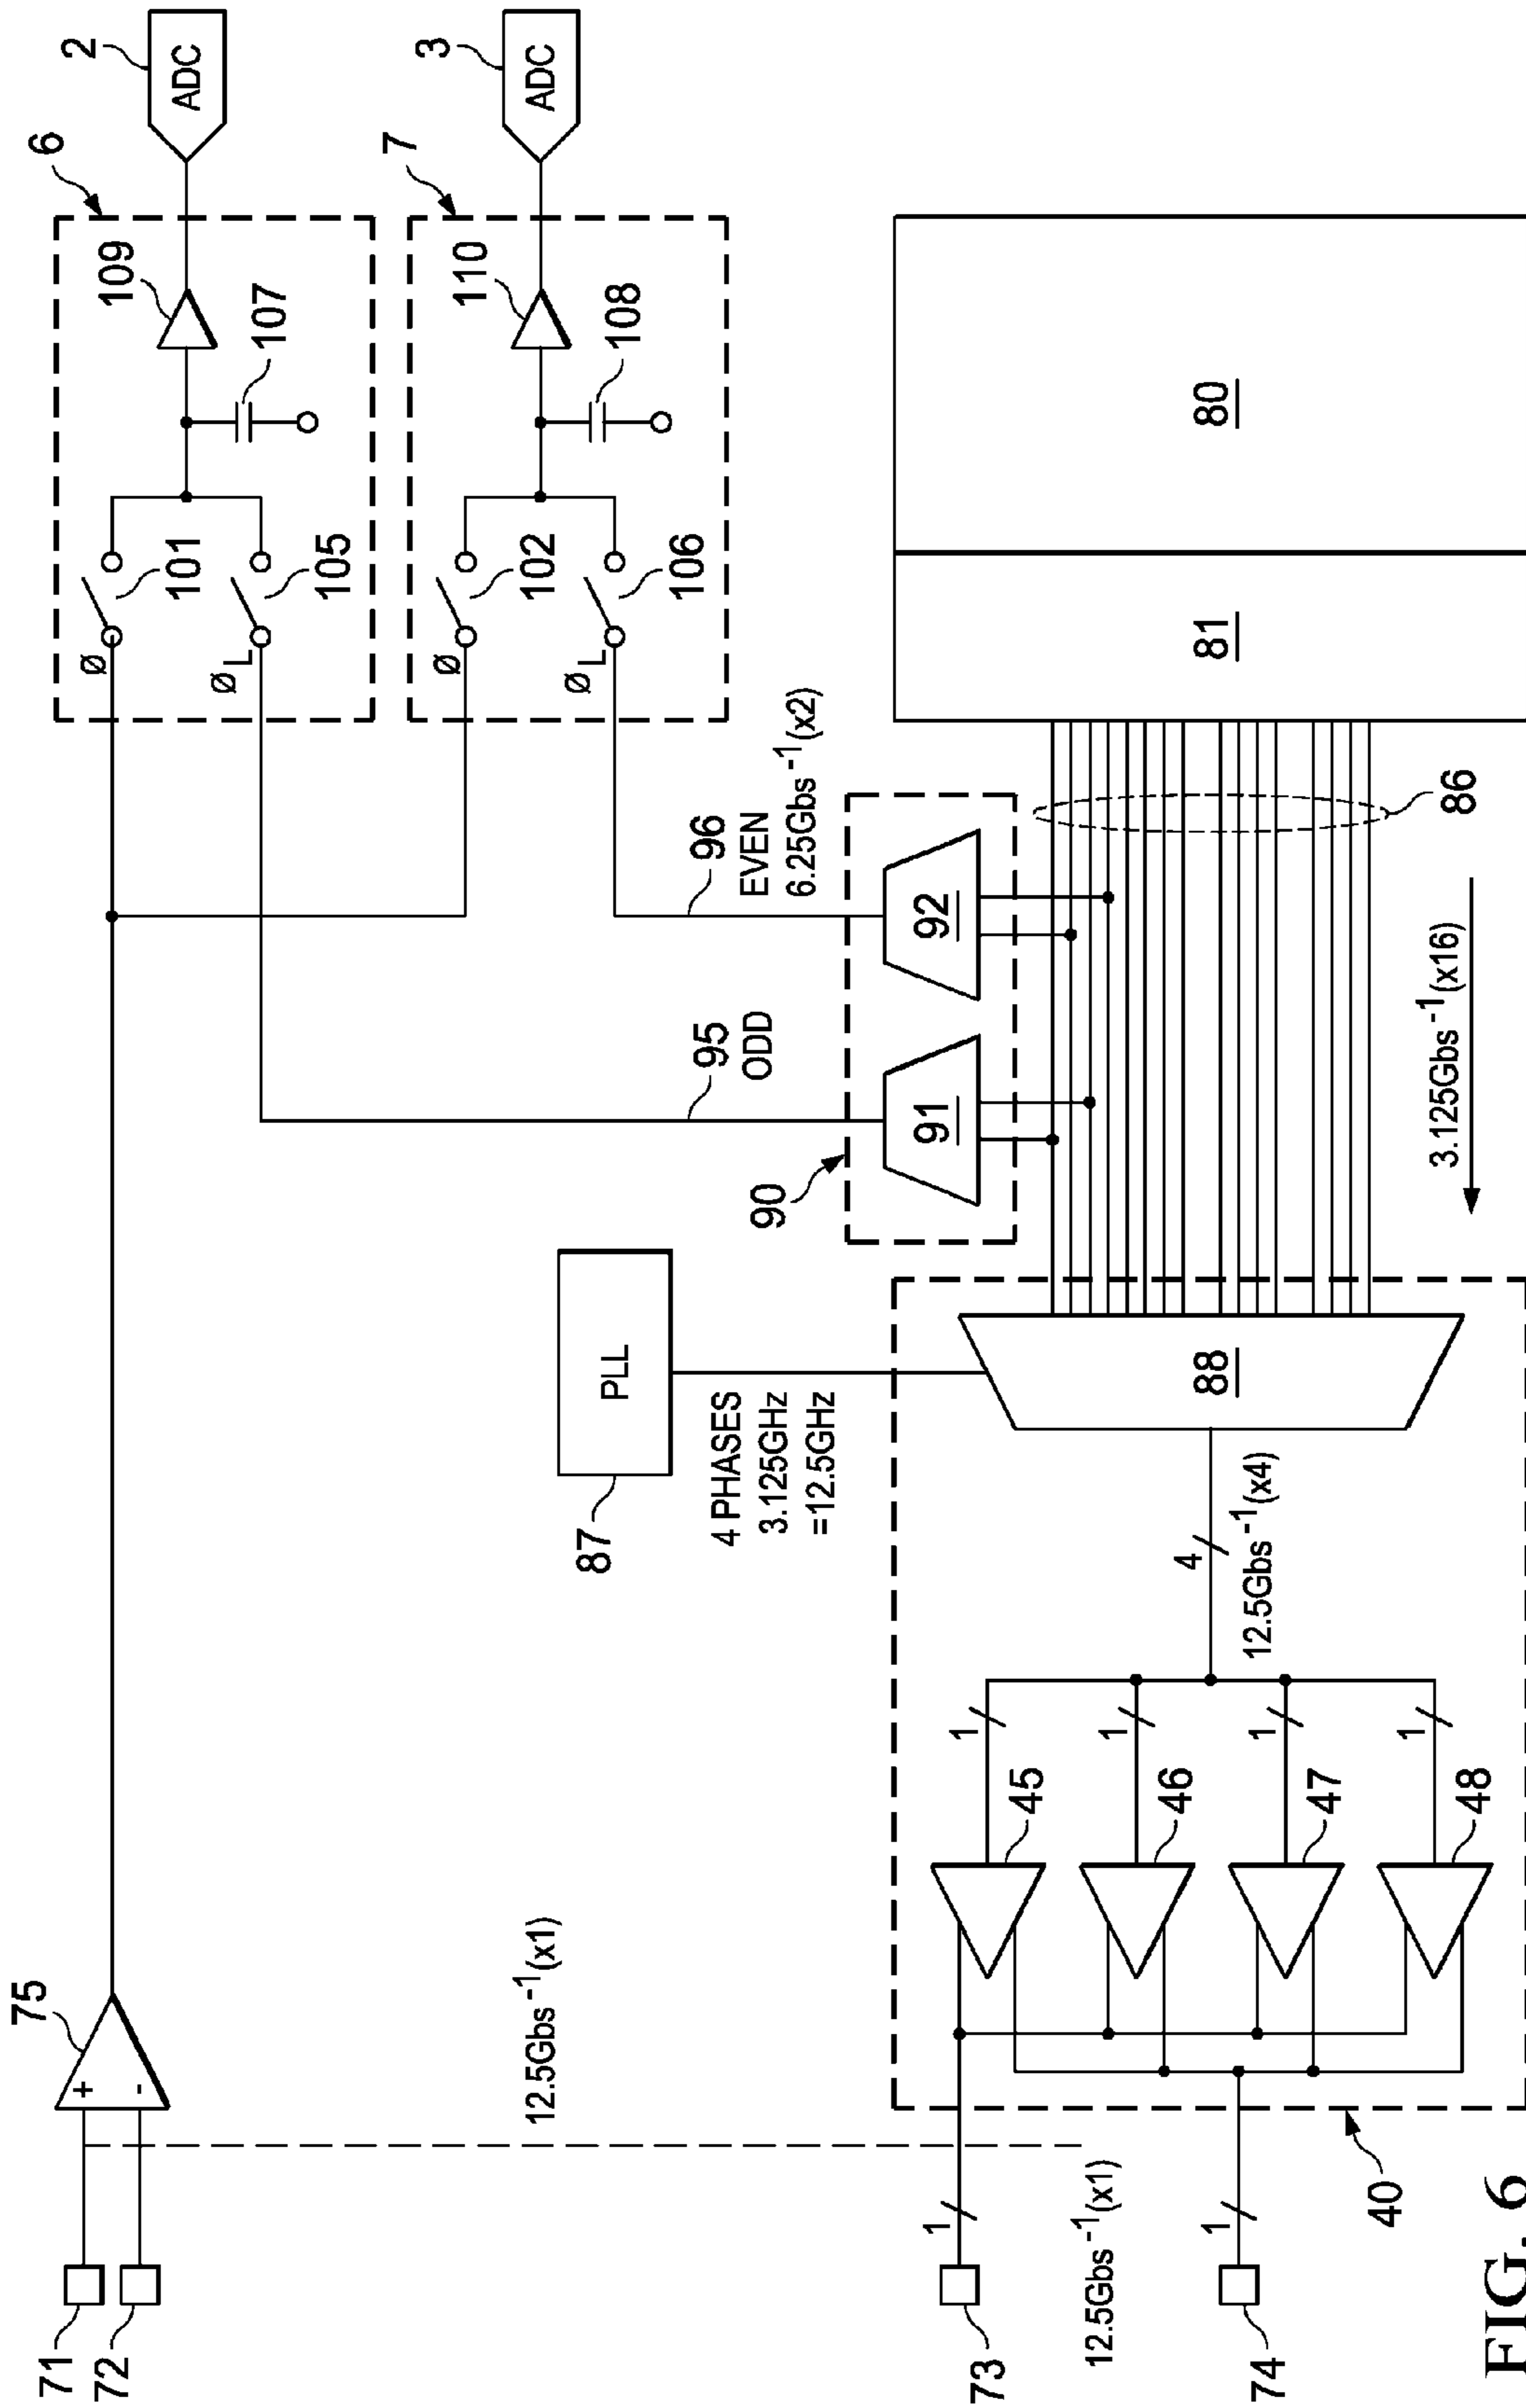 71
72
75
+
-
12.5Gbs⁻¹(x1)
6
2
ADC
109
107
Ø
101
ØL
105
7
3
ADC
110
108
Ø
102
ØL
106
95
ODD
96
EVEN
6.25Gbs⁻¹(x2)
87
PLL
4 PHASES
3.125GHz
=12.5GHz
90
91
92
80
81
86
3.125Gbs⁻¹(x16)
88
4
12.5Gbs⁻¹(x4)
1
1
1
1
45
46
47
48
40
73
1
12.5Gbs⁻¹(x1)
74
1
FIG. 6